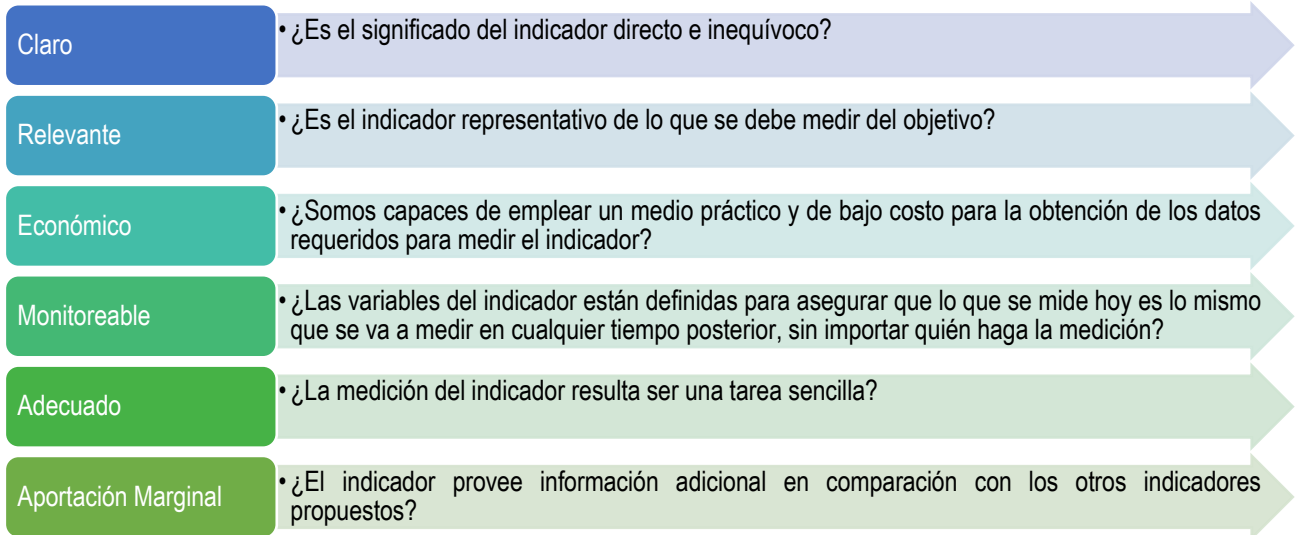 Claro
• ¿Es el significado del indicador directo e inequívoco?
Relevante
• ¿Es el indicador representativo de lo que se debe medir del objetivo?
Económico
• ¿Somos capaces de emplear un medio práctico y de bajo costo para la obtención de los datos
requeridos para medir el indicador?
Monitoreable
• ¿Las variables del indicador están definidas para asegurar que lo que se mide hoy es lo mismo
que se va a medir en cualquier tiempo posterior, sin importar quién haga la medición?
Adecuado
• ¿La medición del indicador resulta ser una tarea sencilla?
Aportación Marginal
• ¿El indicador provee información adicional en comparación con los otros indicadores
propuestos?